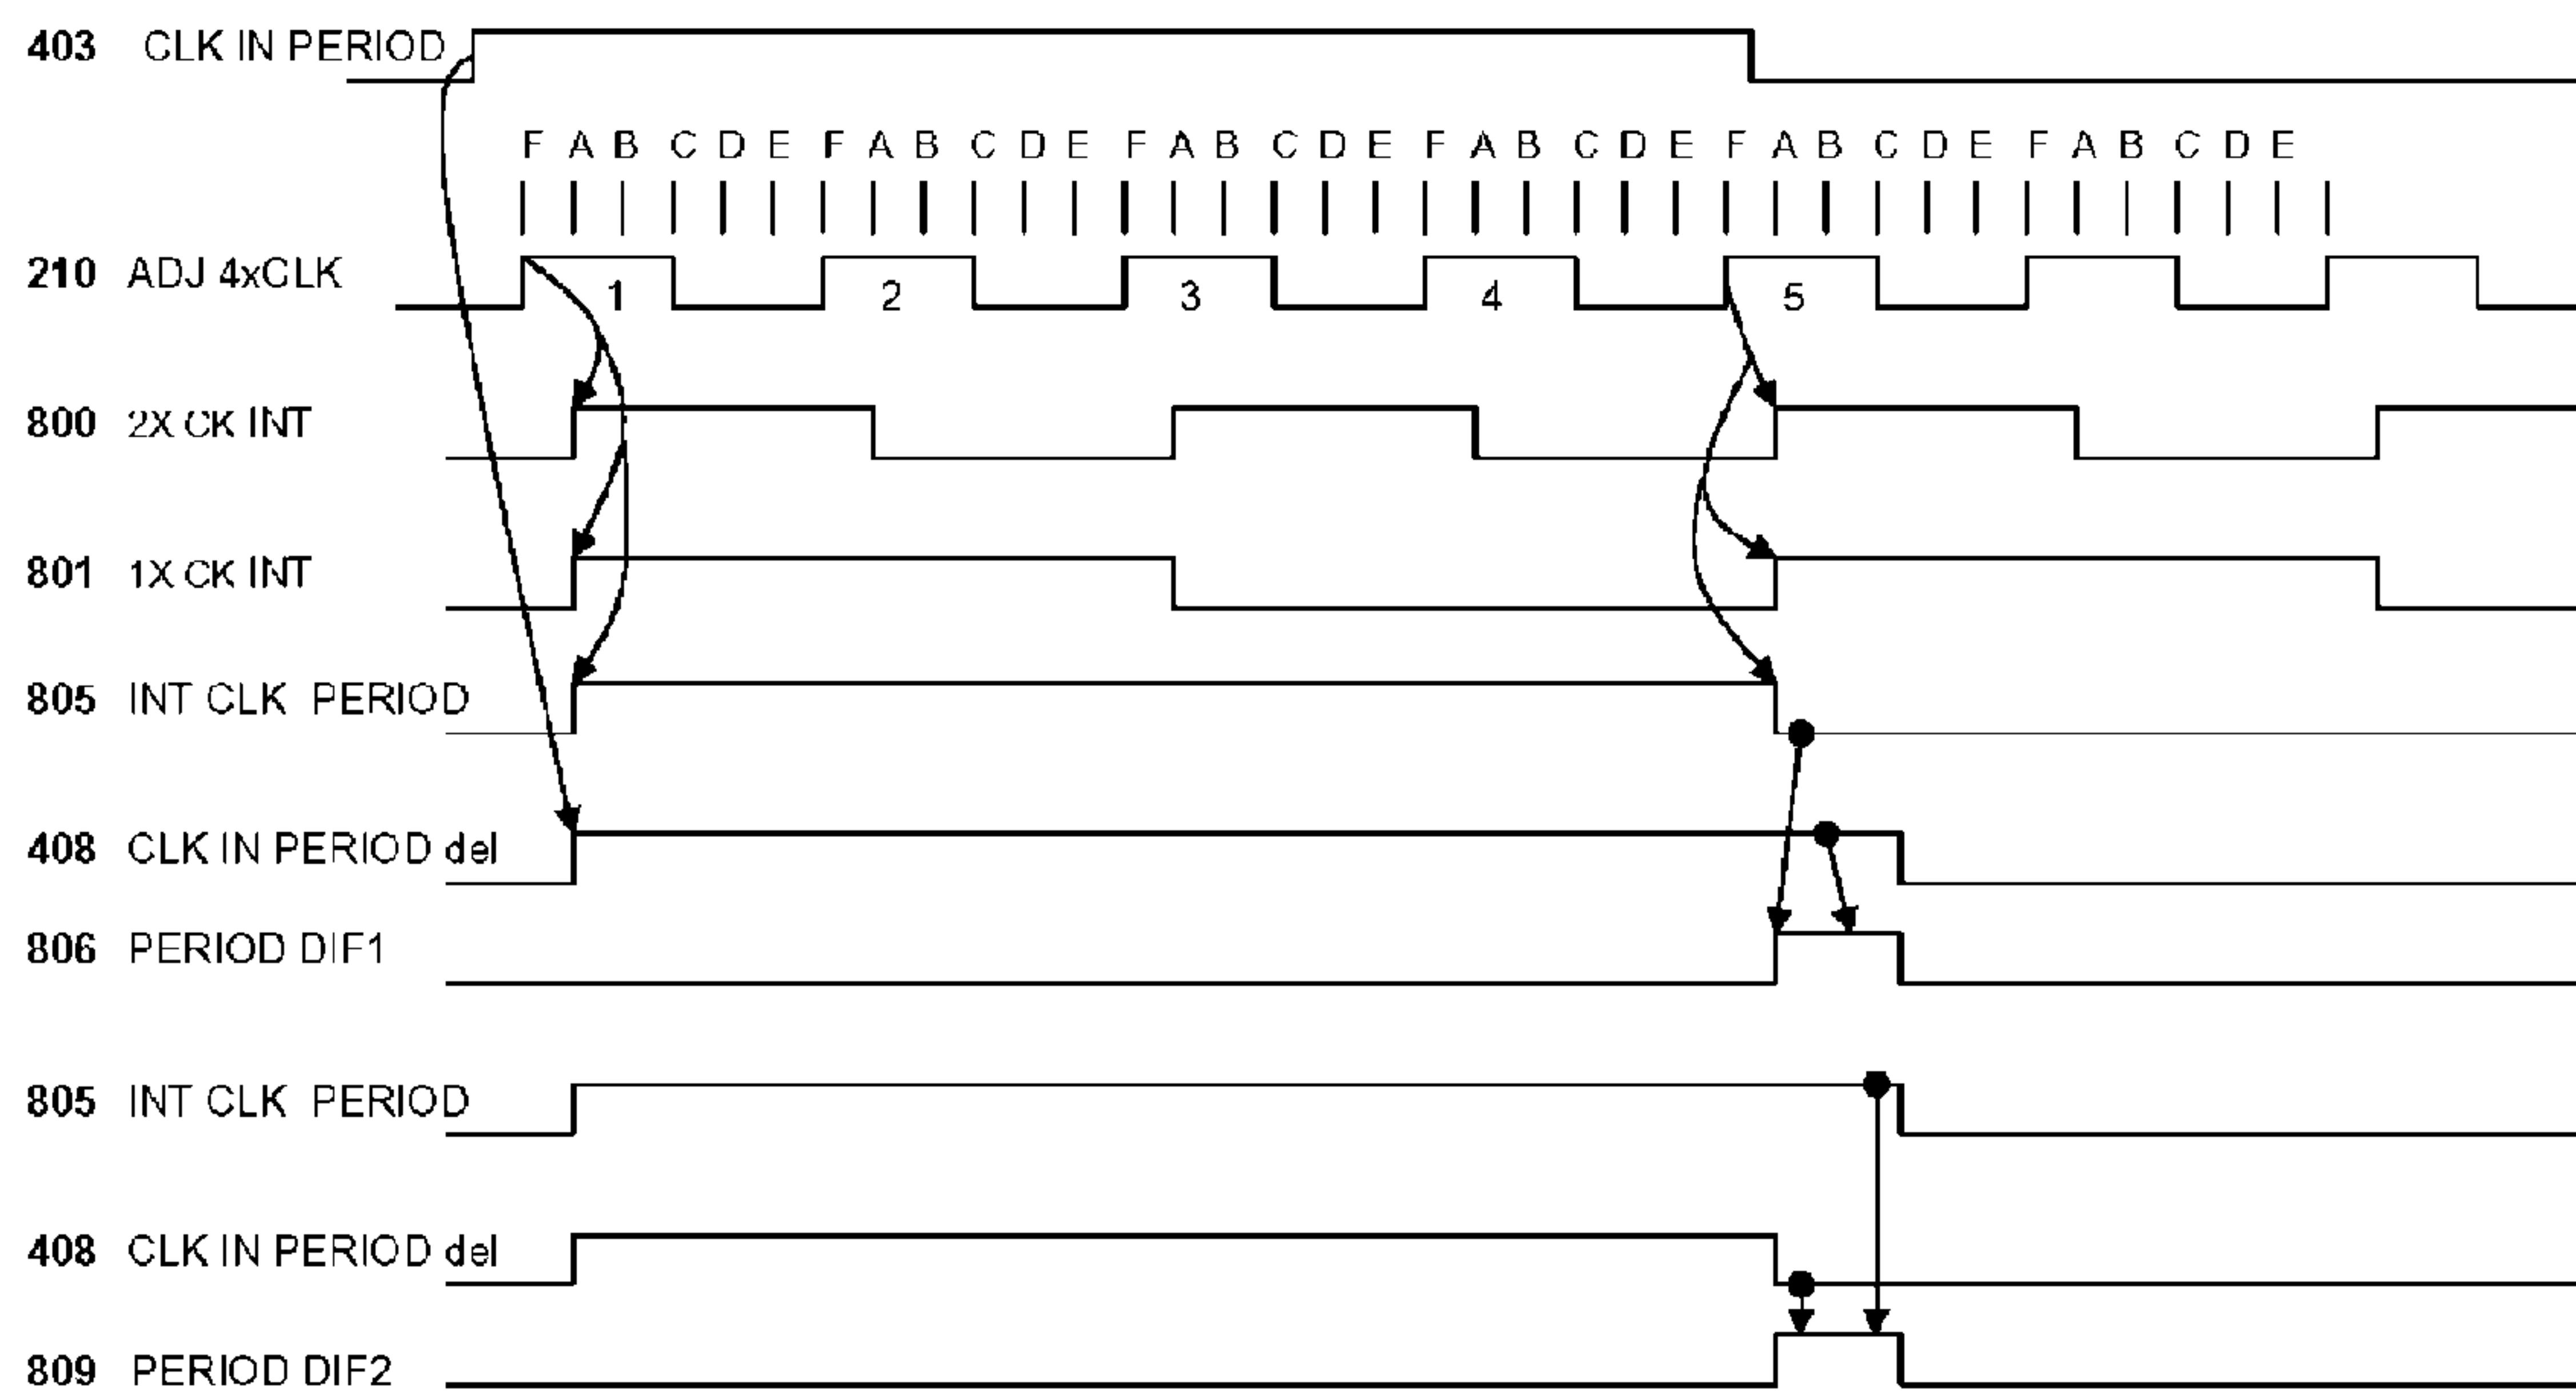 403 CLK IN PERIOD
F A B C D E F A B C D E F A B C D E F A B C D E F A B C D E F A B C D E
210 ADJ 4xCLK
1 2 3 4 5
800 2X CK INT
801 1X CK INT
805 INT CLK PERIOD
408 CLK IN PERIOD del
806 PERIOD DIF1
805 INT CLK PERIOD
408 CLK IN PERIOD del
809 PERIOD DIF2